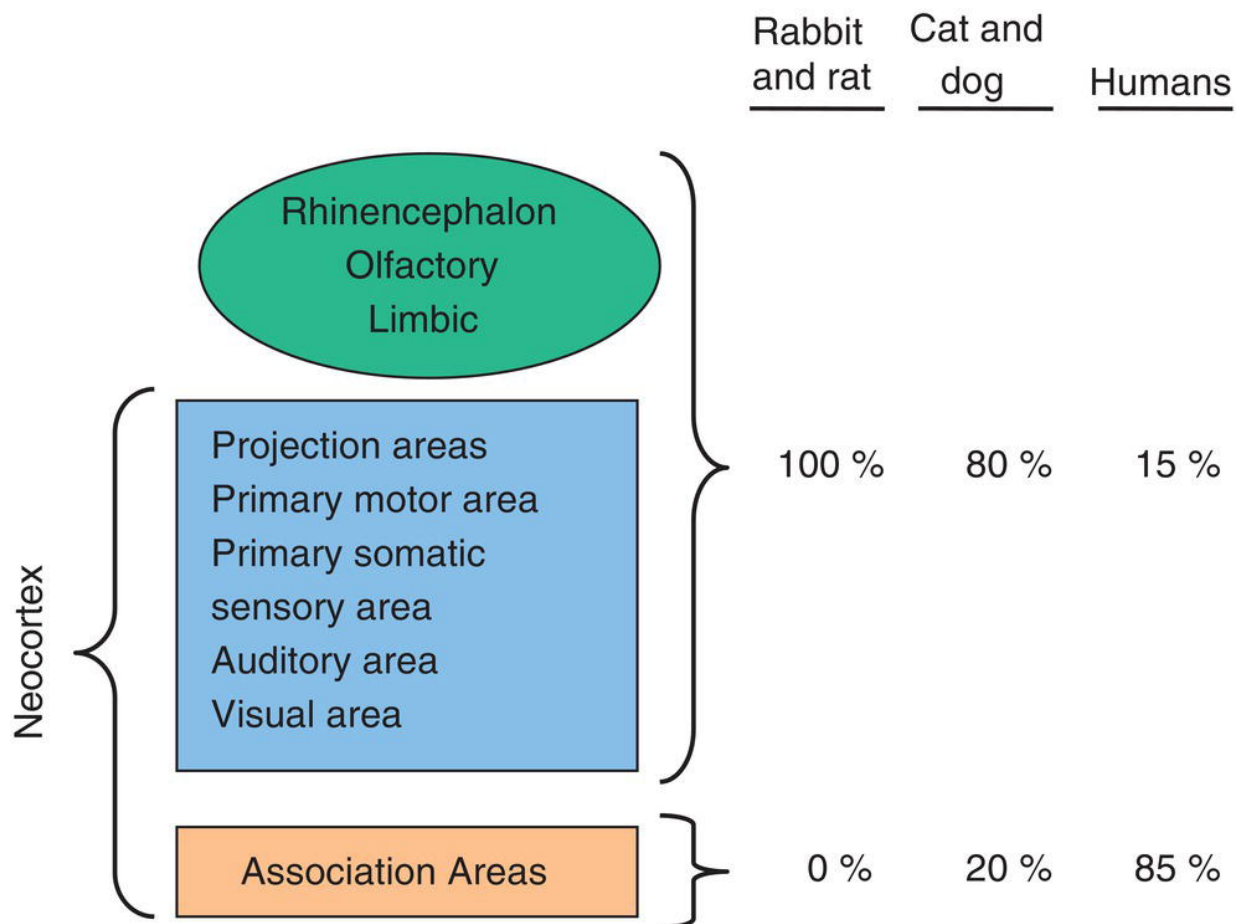 Rabbit and rat
Cat and dog
Humans
Rhinencephalon
Olfactory
Limbic
Projection areas
Primary motor area
Primary somatic
sensory area
Auditory area
Visual area
100 %
80 %
15 %
Neocortex
Association Areas
0 %
20 %
85 %